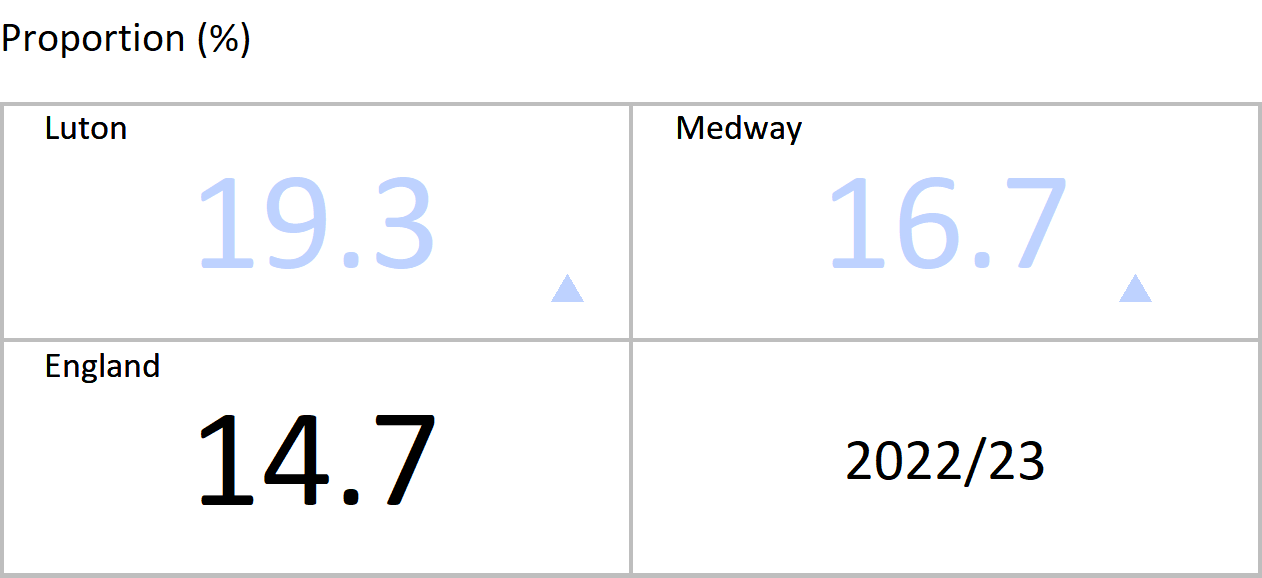 Proportion (%)
Luton
19.3
Medway
16.7
England
14.7
2022/23